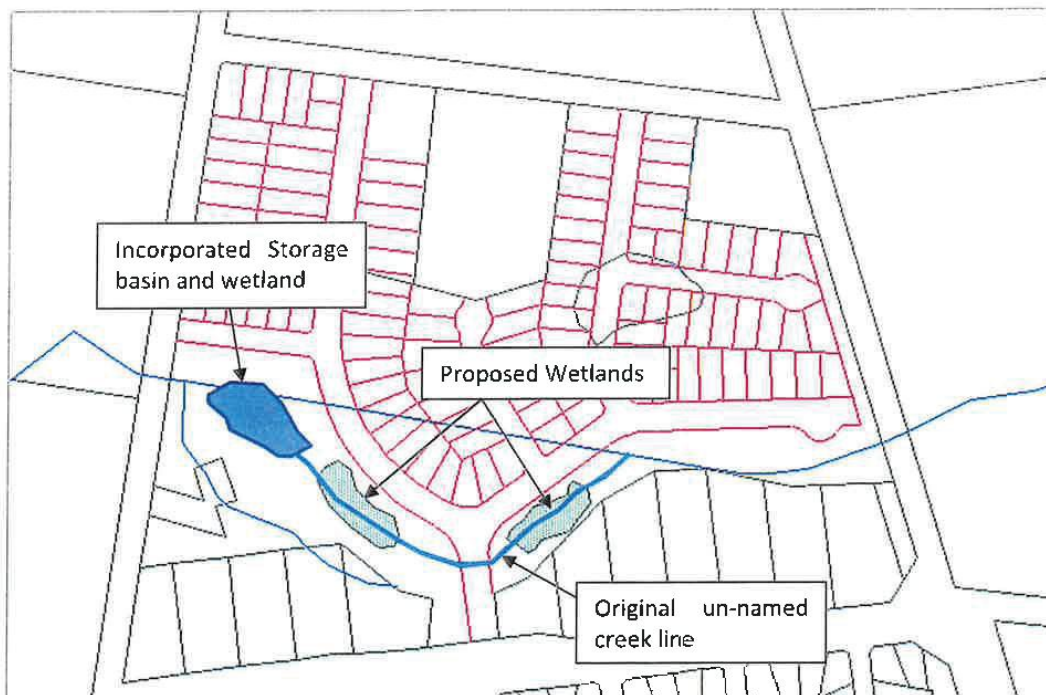 Incorporated Storage
basin and wetland
Proposed Wetlands
Original un-named
creek line